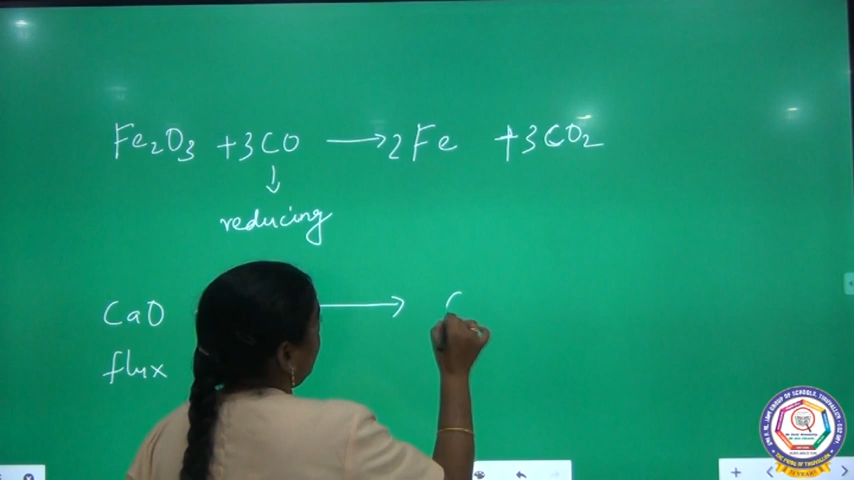 Fe₂O₃ + 3CO → 2Fe + 3CO₂
↓
reducing
CaO → C
flux